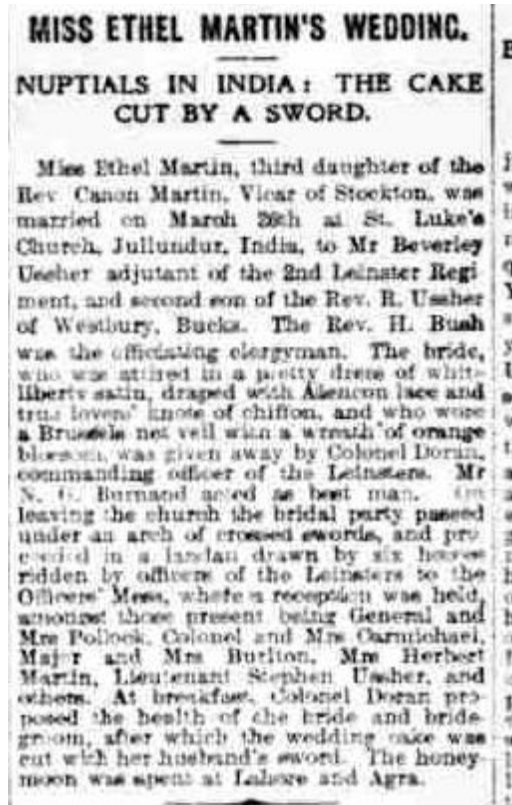 MISS ETHEL MARTIN'S WEDDING.
NUPTIALS IN INDIA: THE CAKE
CUT BY A SWORD.
Miss Ethel Martin, third daughter of the
Rev Canon Martin, Vicar of Stockton, was
married on March 26th at St. Luke's
Church, Jullundur, India, to Mr Beverley
Ussher adjutant of the 2nd Leinster Regi
ment, and second son of the Rev. R. Ussher
of Westbury, Bucks. The Rev. H. Bush
was the officiating clergyman. The bride,
who was attired in a pretty dress of white
liberty satin, draped with Alencon lace and
true lovers' knots of chiffon, and who wore
a Brussels net veil with a wreath of orange
blossom, was given away by Colonel Doran,
commanding officer of the Leinsters. Mr
N. Burnand acted as best man. On
leaving the church the bridal party passed
under an arch of crossed swords, and pro
ceeded in a landau drawn by six horses
ridden by officers of the Leinsters to the
Officers' Mess, where a reception was held,
amongst those present being General and
Mrs Pollock, Colonel and Mrs Carmichael,
Major and Mrs Burlton, Mrs Herbert
Martin, Lieutenant Stephen Ussher, and
others. At breakfast, Colonel Doran pro-
posed the health of the bride and bride-
groom, after which the wedding cake was
cut with her husband's sword. The honey-
moon was spent at Lahore and Agra.